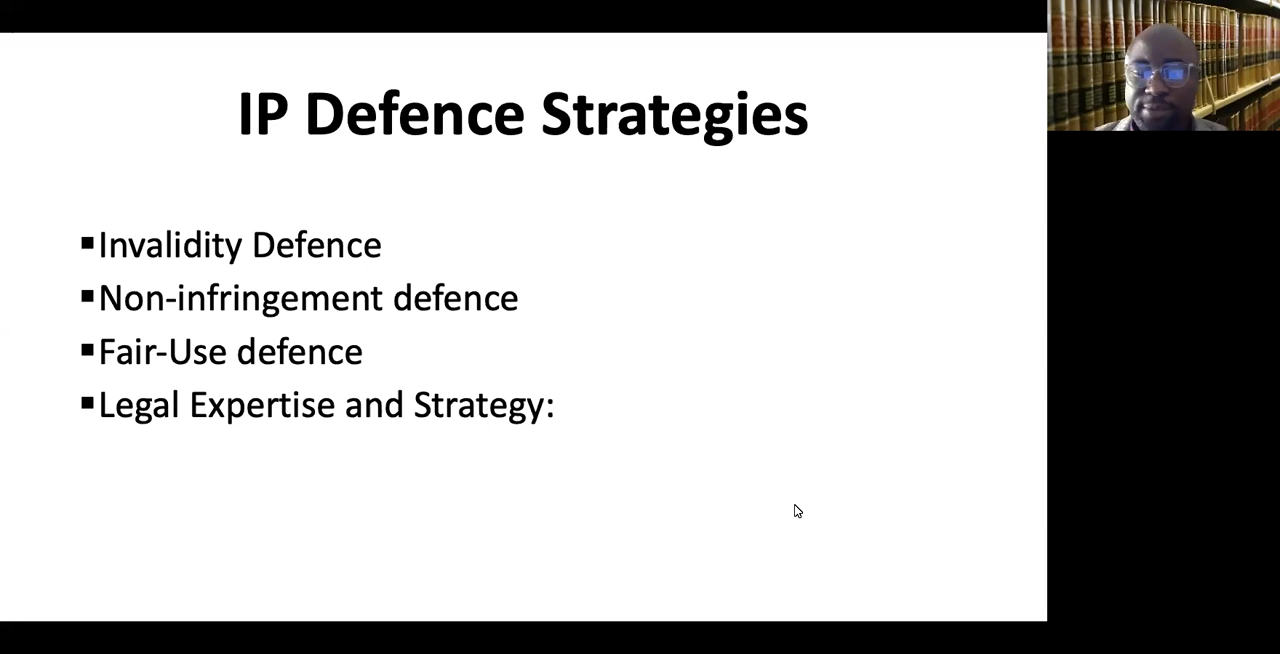 IP Defence Strategies
▪Invalidity Defence
▪Non-infringement defence
▪Fair-Use defence
▪Legal Expertise and Strategy: